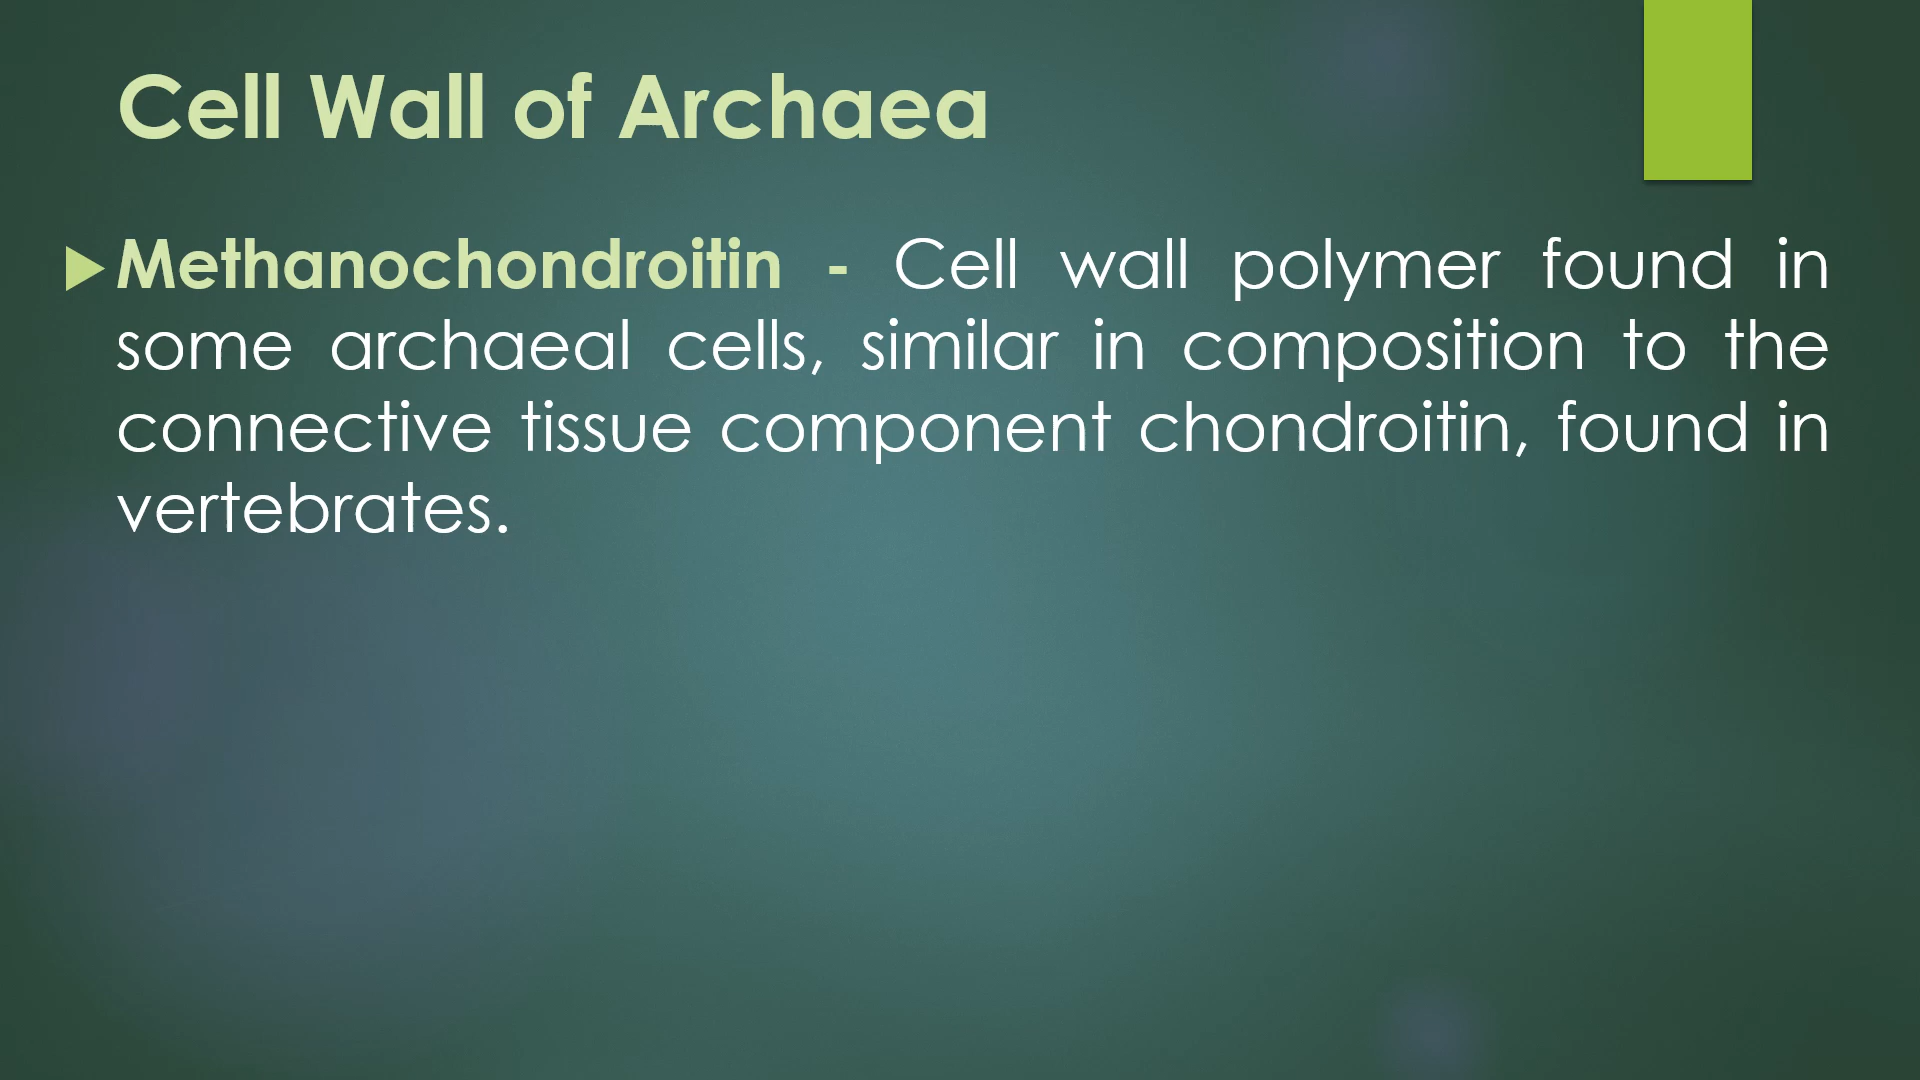 Cell Wall of Archaea
Methanochondroitin - Cell wall polymer found in
some archaeal cells, similar in composition to the
connective tissue component chondroitin, found in
vertebrates.